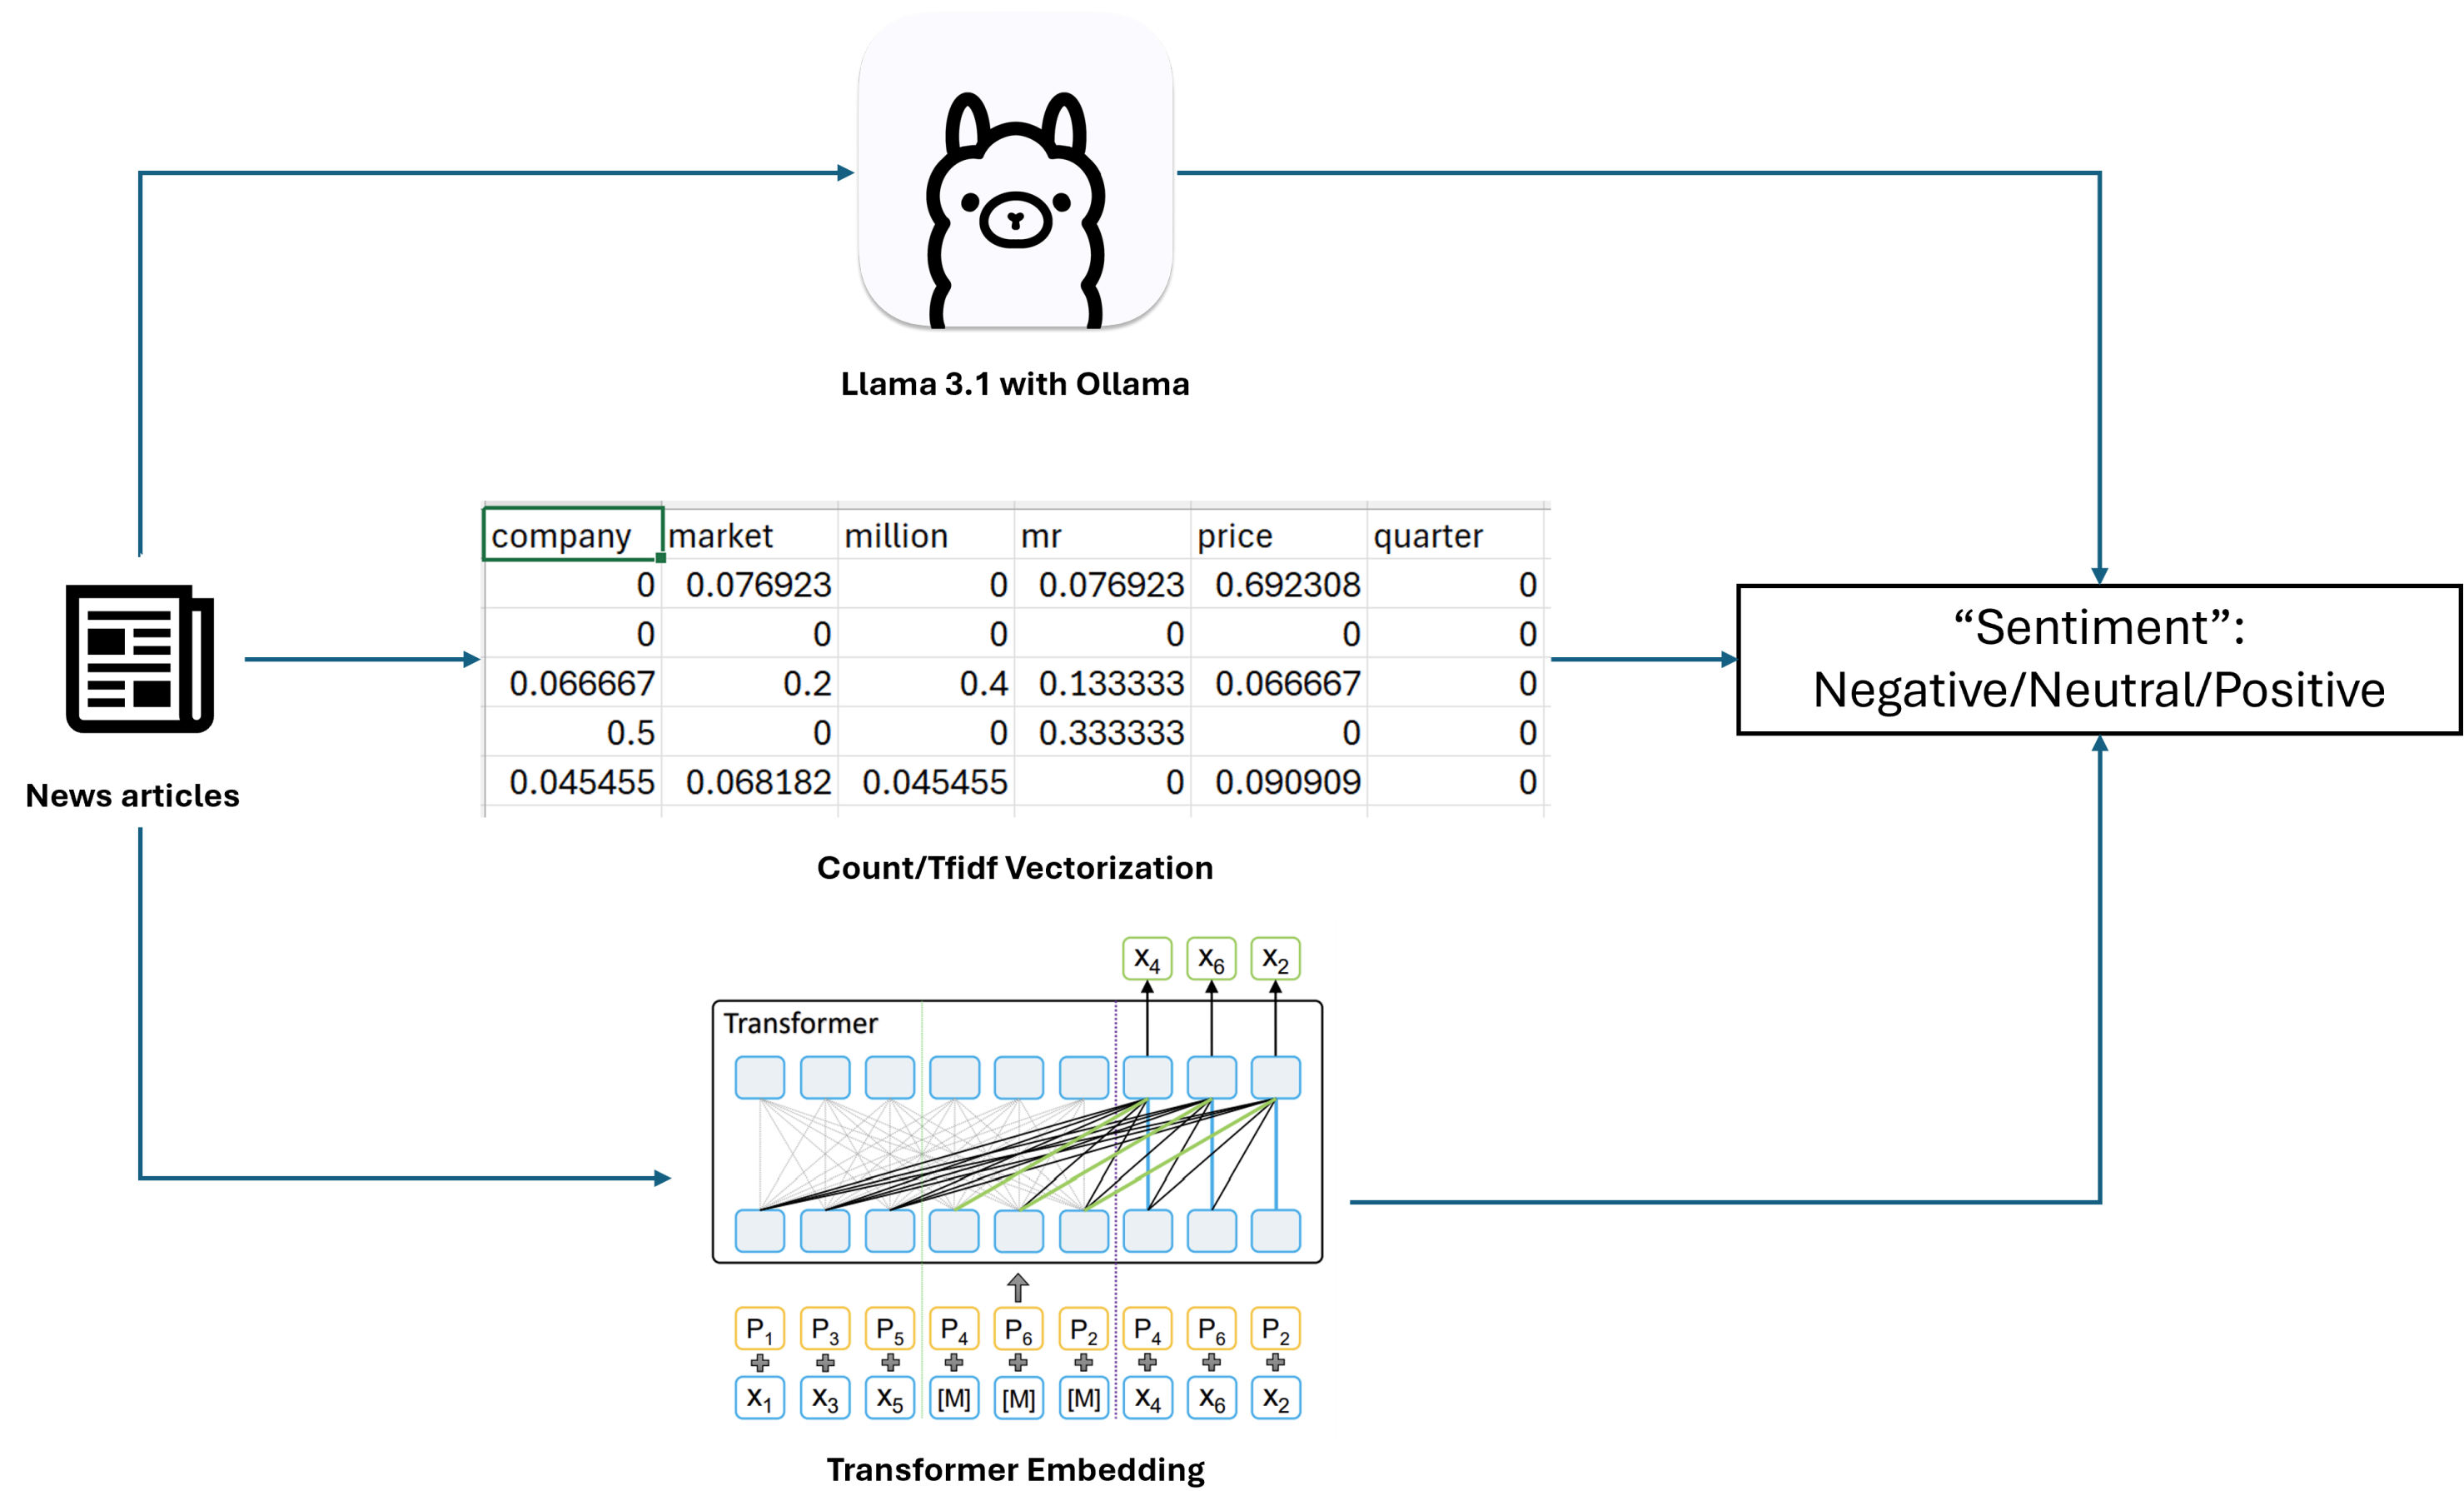 Llama 3.1 with Ollama
company market million mr price quarter
0 0.076923 0 0.076923 0.692308 0
0 0 0 0 0 0
0.066667 0.2 0.4 0.133333 0.066667 0
0.5 0 0 0.333333 0 0
0.045455 0.068182 0.045455 0 0.090909 0
Count/Tfidf Vectorization
News articles
“Sentiment”:
Negative/Neutral/Positive
x4 x6 x2
Transformer
P1 P3 P5 P4 P6 P2 P4 P6 P2
+ + + + + + + + +
x1 x3 x5 [M] [M] [M] x4 x6 x2
Transformer Embedding